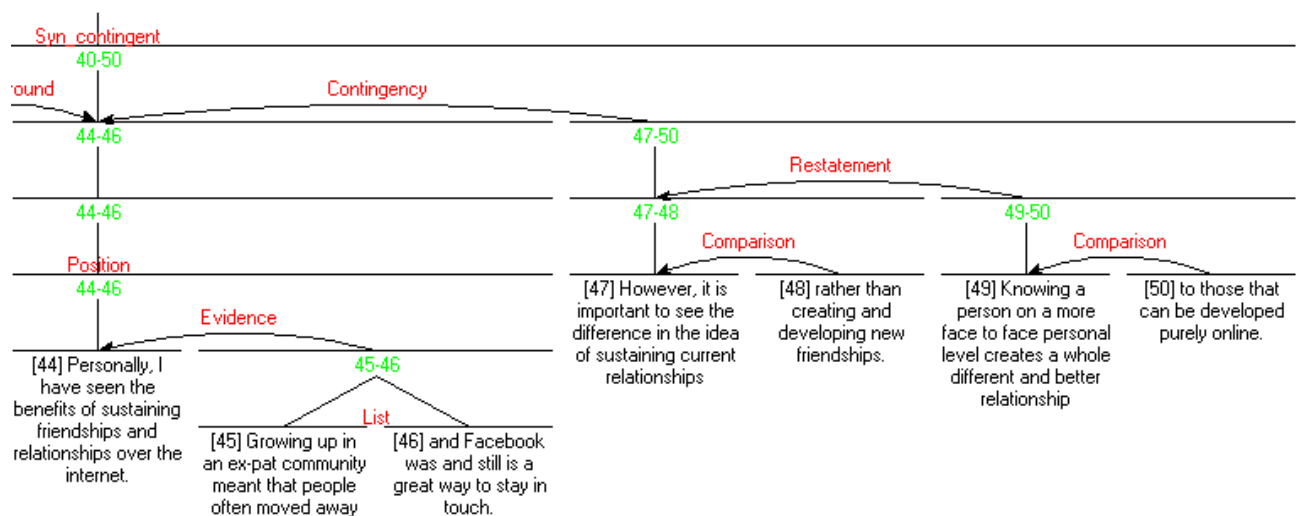 Syn_contingent
40-50
ound
Contingency
44-46
47-50
Restatement
44-46
47-48
49-50
Position
Comparison
Comparison
44-46
[47] However, it is
important to see the
difference in the idea
of sustaining current
relationships
[48] rather than
creating and
developing new
friendships.
[49] Knowing a
person on a more
face to face personal
level creates a whole
different and better
relationship
[50] to those that
can be developed
purely online.
Evidence
[44] Personally, I
have seen the
benefits of sustaining
friendships and
relationships over the
internet.
45-46
List
[45] Growing up in
an ex-pat community
meant that people
often moved away
[46] and Facebook
was and still is a
great way to stay in
touch.